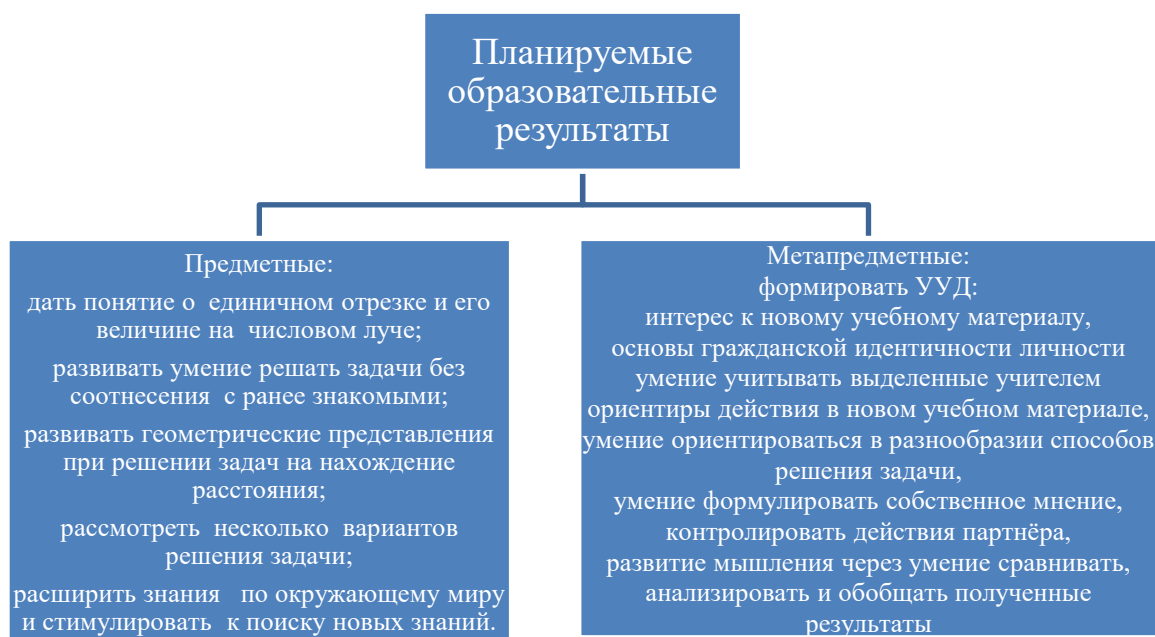 Планируемые
образовательные
результаты
Предметные:
дать понятие о единичном отрезке и его
величине на числовом луче;
развивать умение решать задачи без
соотнесения с ранее знакомыми;
развивать геометрические представления
при решении задач на нахождение
расстояния;
рассмотреть несколько вариантов
решения задачи;
расширить знания по окружающему миру
и стимулировать к поиску новых знаний.
Метапредметные:
формировать УУД:
интерес к новому учебному материалу,
основы гражданской идентичности личности
умение учитывать выделенные учителем
ориентиры действия в новом учебном материале,
умение ориентироваться в разнообразии способов
решения задачи,
умение формулировать собственное мнение,
контролировать действия партнёра,
развитие мышления через умение сравнивать,
анализировать и обобщать полученные
результаты